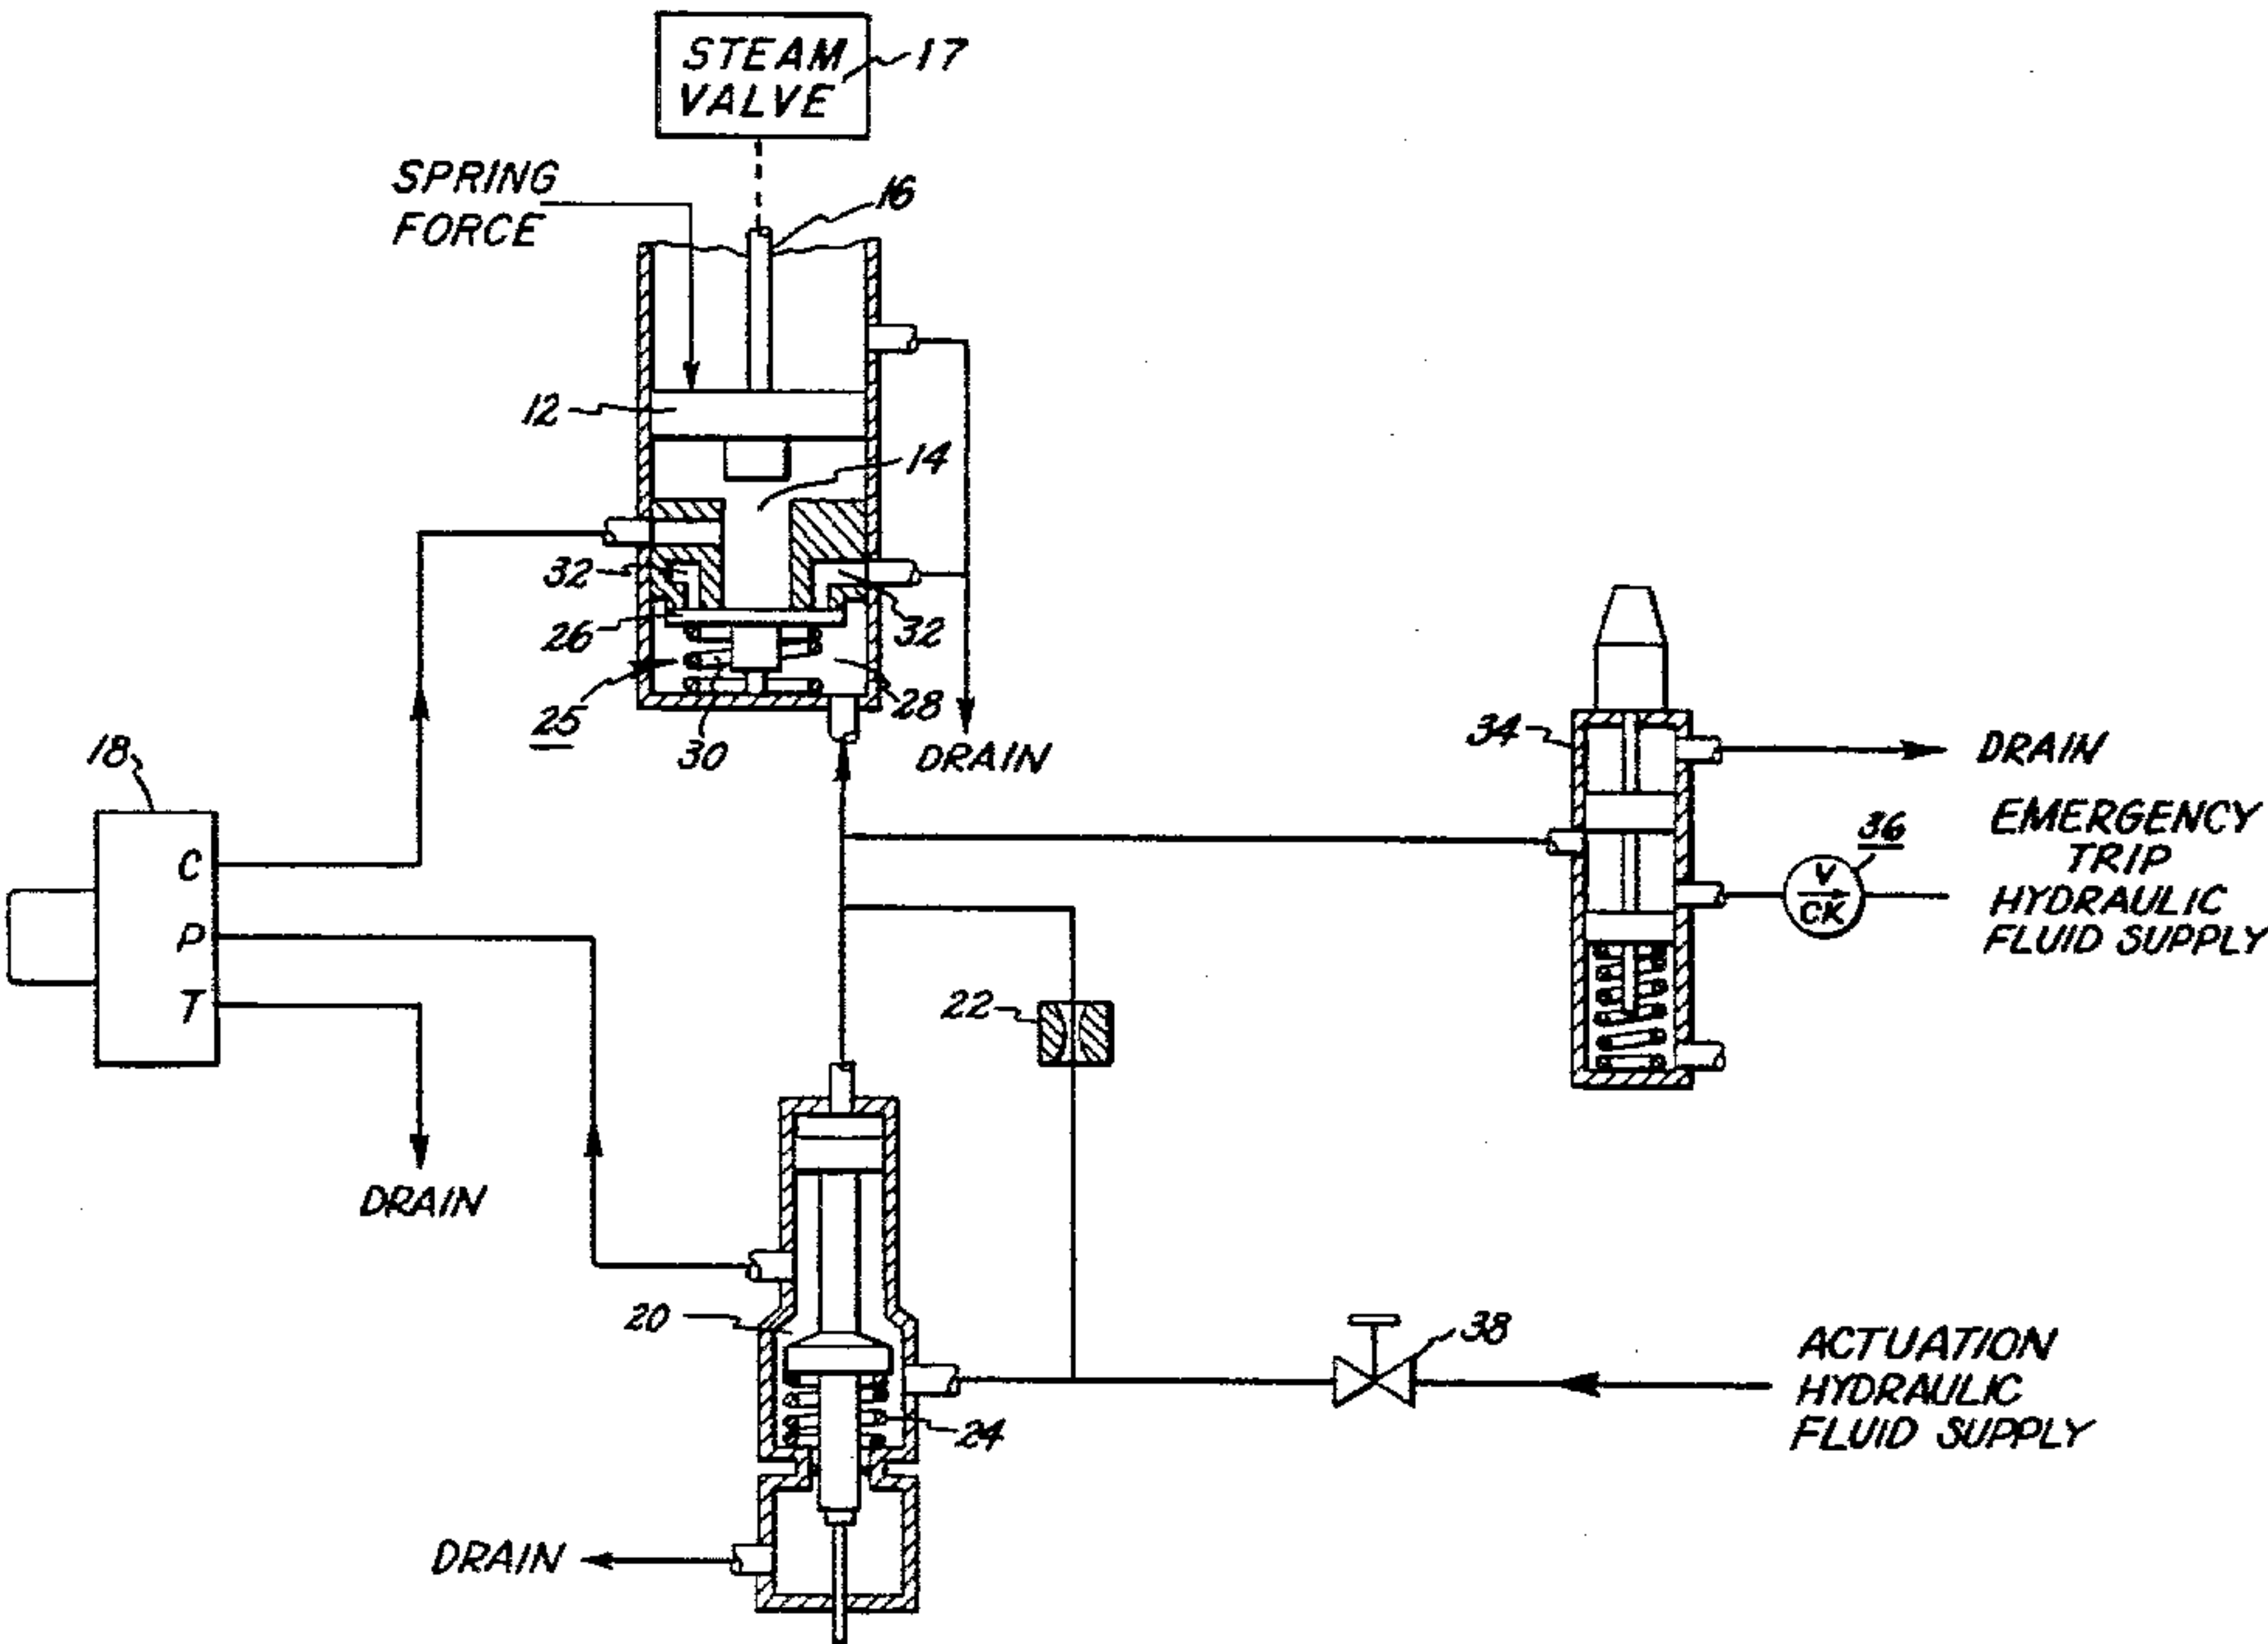 STEAM
VALVE
17
SPRING
FORCE
16
12
14
32
32
26
25
30
28
DRAIN
18
C
P
T
DRAIN
34
DRAIN
EMERGENCY
TRIP
HYDRAULIC
FLUID SUPPLY
36
V
CK
22
20
24
38
ACTUATION
HYDRAULIC
FLUID SUPPLY
DRAIN